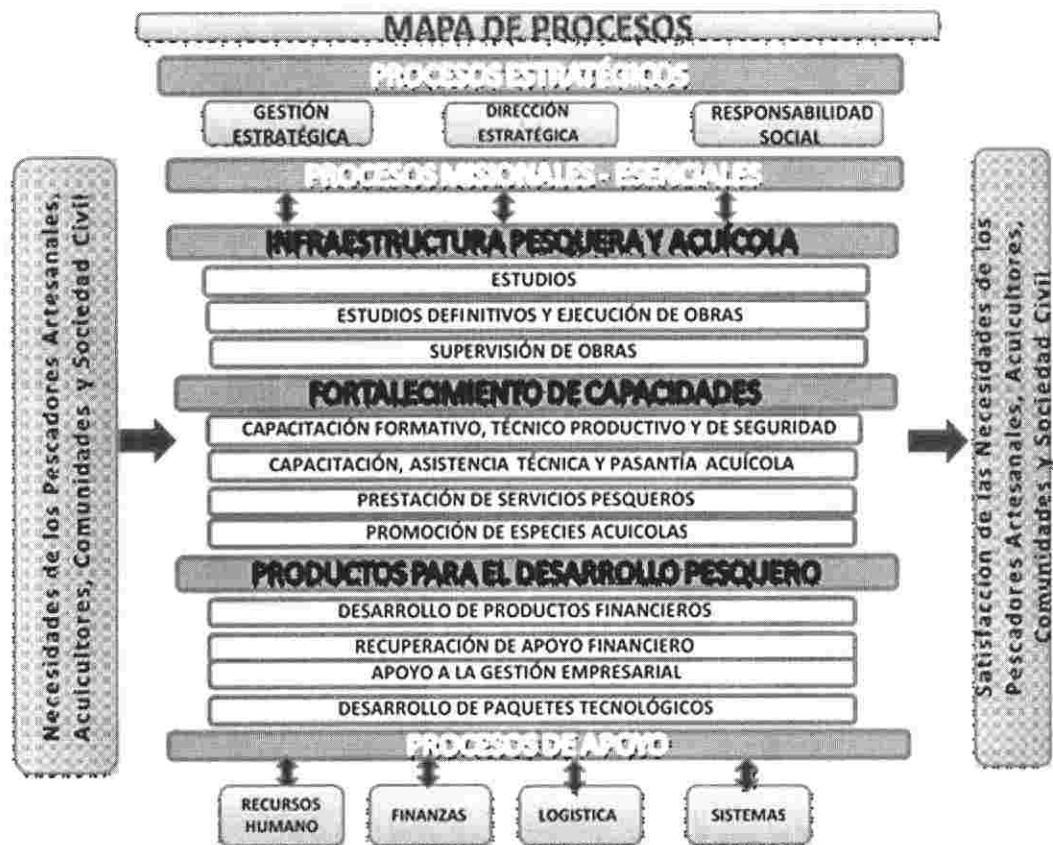 MAPA DE PROCESOS
PROCESOS ESTRATÉGICOS
GESTIÓN
ESTRATÉGICA
DIRECCIÓN
ESTRATÉGICA
RESPONSABILIDAD
SOCIAL
PROCESOS MISIONALES - ESENCIALES
Necesidades de los Pescadores Artesanales,
Acuicultores, Comunidades y Sociedad Civil
INFRAESTRUCTURA PESQUERA Y ACUÍCOLA
ESTUDIOS
ESTUDIOS DEFINITIVOS Y EJECUCIÓN DE OBRAS
SUPERVISIÓN DE OBRAS
FORTALECIMIENTO DE CAPACIDADES
CAPACITACIÓN FORMATIVO, TÉCNICO PRODUCTIVO Y DE SEGURIDAD
CAPACITACIÓN, ASISTENCIA TÉCNICA Y PASANTÍA ACUÍCOLA
PRESTACIÓN DE SERVICIOS PESQUEROS
PROMOCIÓN DE ESPECIES ACUICOLAS
PRODUCTOS PARA EL DESARROLLO PESQUERO
DESARROLLO DE PRODUCTOS FINANCIEROS
RECUPERACIÓN DE APOYO FINANCIERO
APOYO A LA GESTIÓN EMPRESARIAL
DESARROLLO DE PAQUETES TECNOLÓGICOS
PROCESOS DE APOYO
RECURSOS
HUMANO
FINANZAS
LOGISTICA
SISTEMAS
Satisfacción de las Necesidades de los
Pescadores Artesanales, Acuicultores,
Comunidades y Sociedad Civil